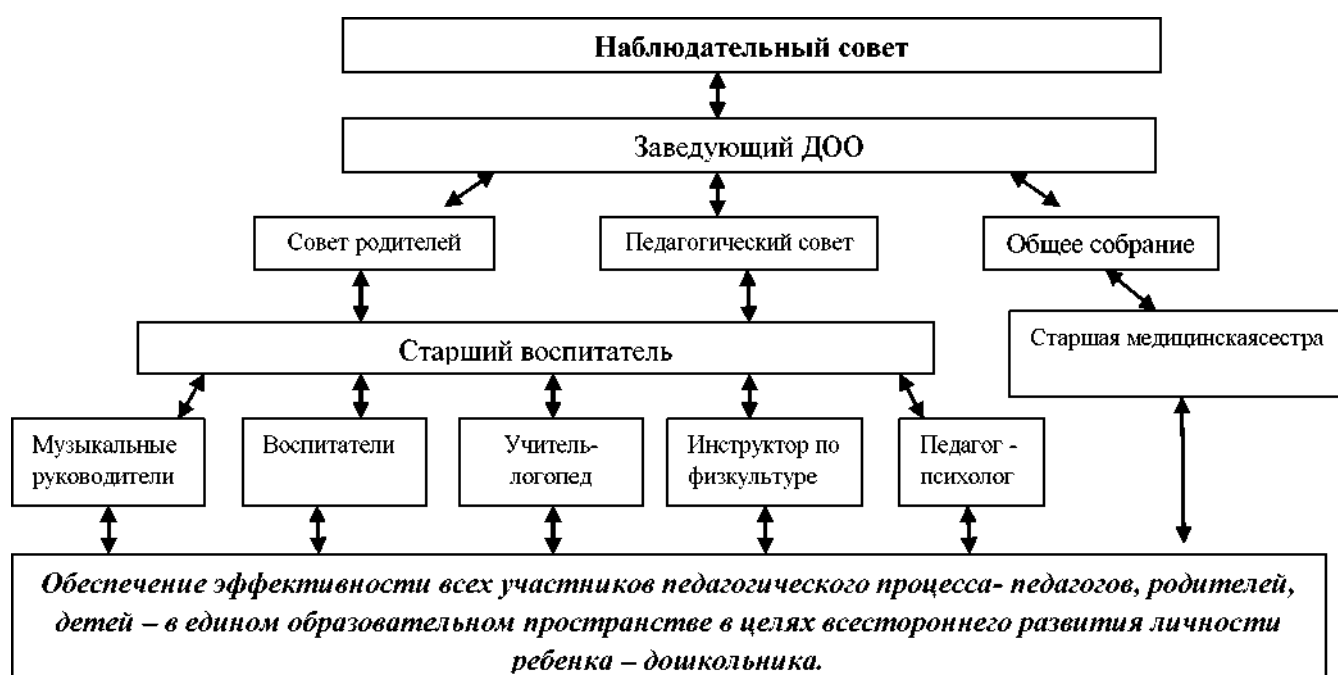 Наблюдательный совет
Заведующий ДОО
Совет родителей
Педагогический совет
Общее собрание
Старший воспитатель
Старшая медицинскаясестра
Музыкальные
руководители
Воспитатели
Учитель-
логопед
Инструктор по
физкультуре
Педагог -
психолог
Обеспечение эффективности всех участников педагогического процесса- педагогов, родителей,
детей – в едином образовательном пространстве в целях всестороннего развития личности
ребенка – дошкольника.